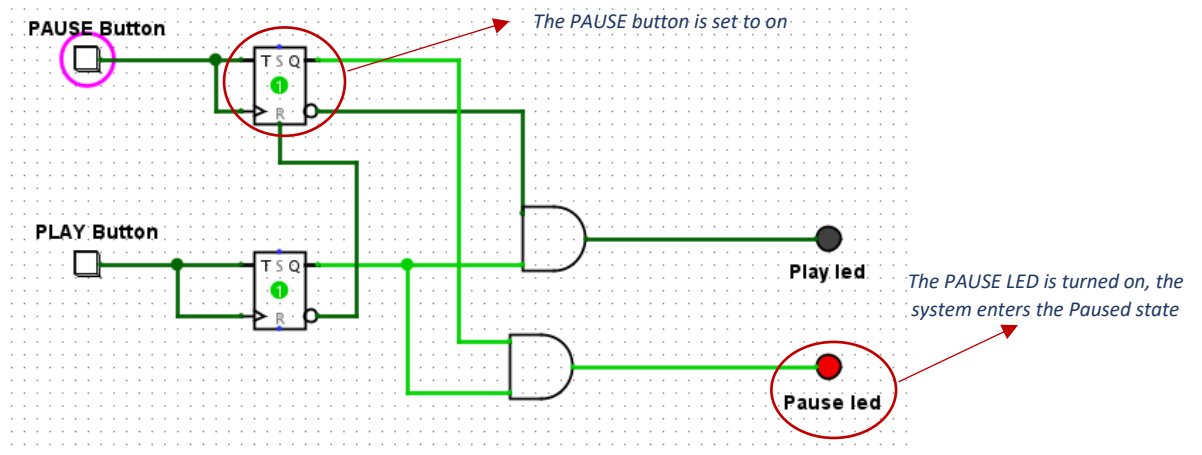 The PAUSE button is set to on
PAUSE Button
T S Q
1
R
PLAY Button
T S Q
1
R
Play led
The PAUSE LED is turned on, the
system enters the Paused state
Pause led